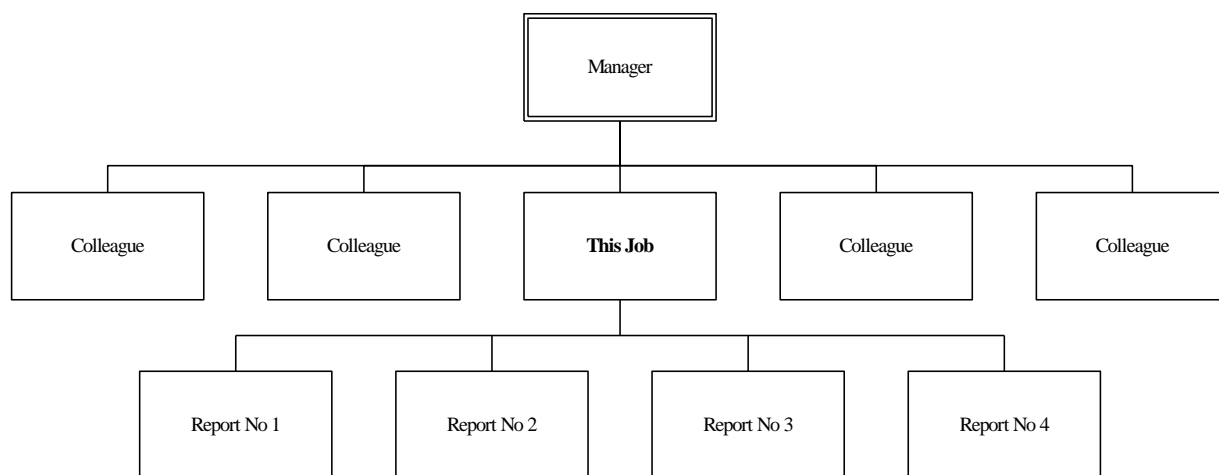 Manager
Colleague
Colleague
This Job
Colleague
Colleague
Report No 1
Report No 2
Report No 3
Report No 4